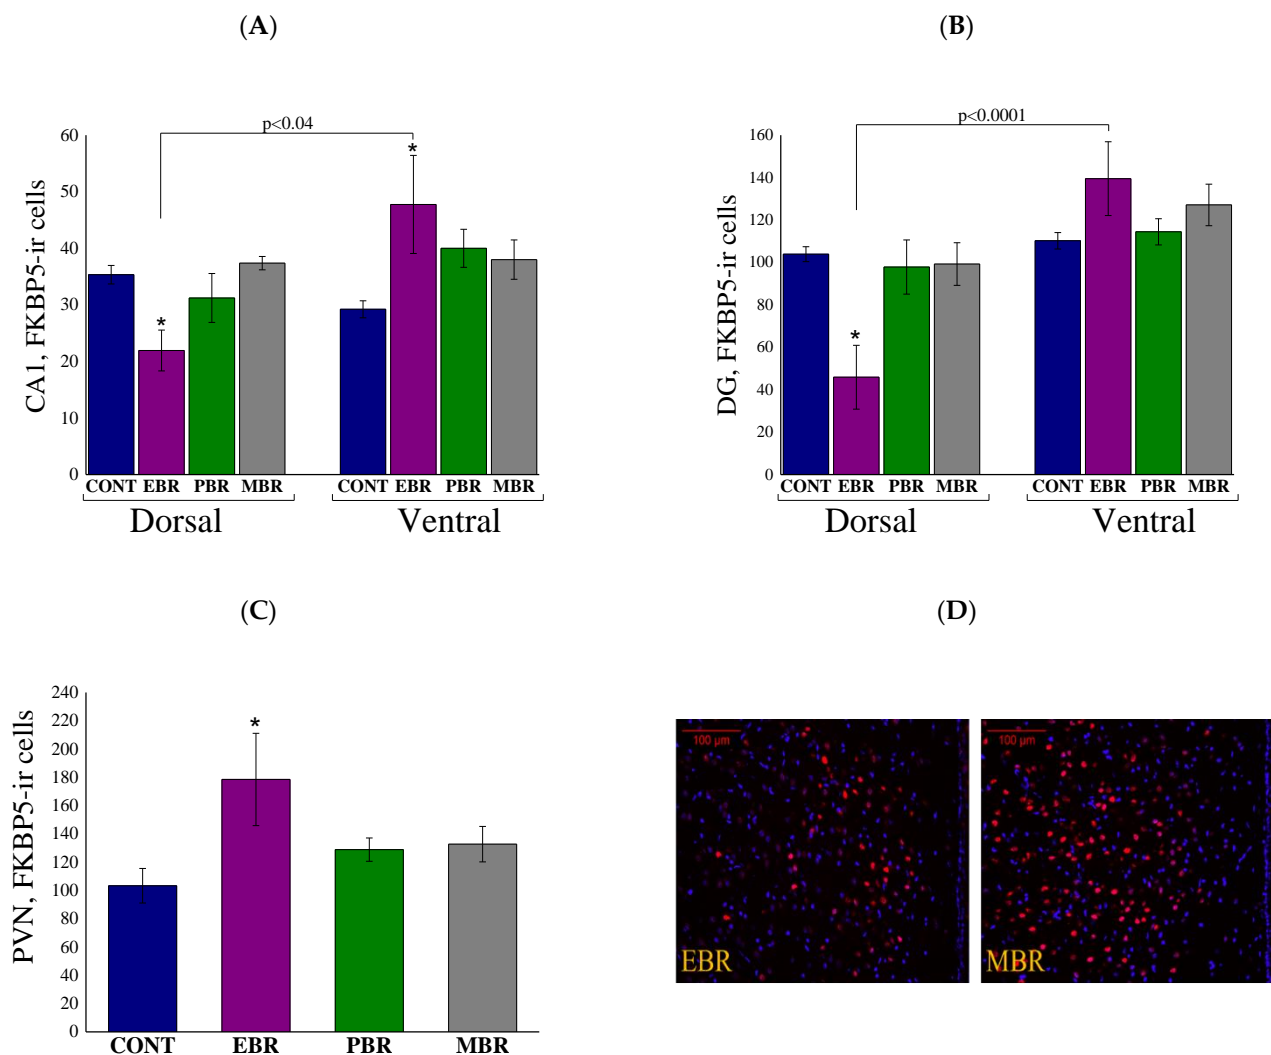 (A)
p<0.04
CA1, FKBP5-ir cells
60
50
40
30
20
10
0
*
*
CONT EBR PBR MBR CONT EBR PBR MBR
Dorsal Ventral
(B)
p<0.0001
DG, FKBP5-ir cells
160
140
120
100
80
60
40
20
0
*
CONT EBR PBR MBR CONT EBR PBR MBR
Dorsal Ventral
(C)
PVN, FKBP5-ir cells
240
220
200
180
160
140
120
100
80
60
40
20
0
*
CONT EBR PBR MBR
(D)
100 µm
EBR
100 µm
MBR